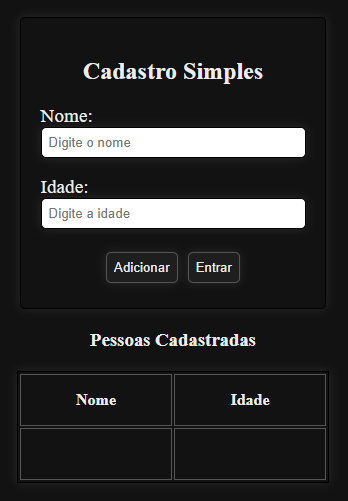 Cadastro Simples
Nome:
Digite o nome
Idade:
Digite a idade
Adicionar Entrar
Pessoas Cadastradas
Nome Idade